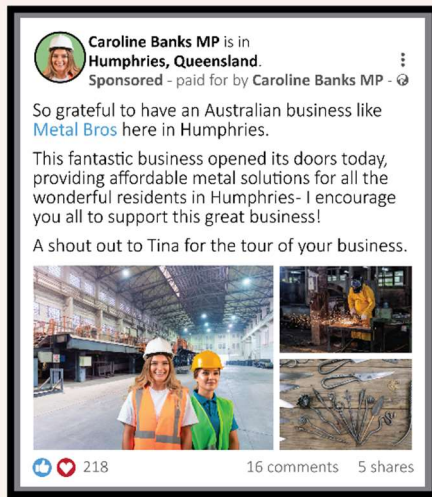 Caroline Banks MP is in
Humphries, Queensland.
Sponsored - paid for by Caroline Banks MP -
So grateful to have an Australian business like
Metal Bros here in Humphries.
This fantastic business opened its doors today,
providing affordable metal solutions for all the
wonderful residents in Humphries- I encourage
you all to support this great business!
A shout out to Tina for the tour of your business.
218 16 comments 5 shares